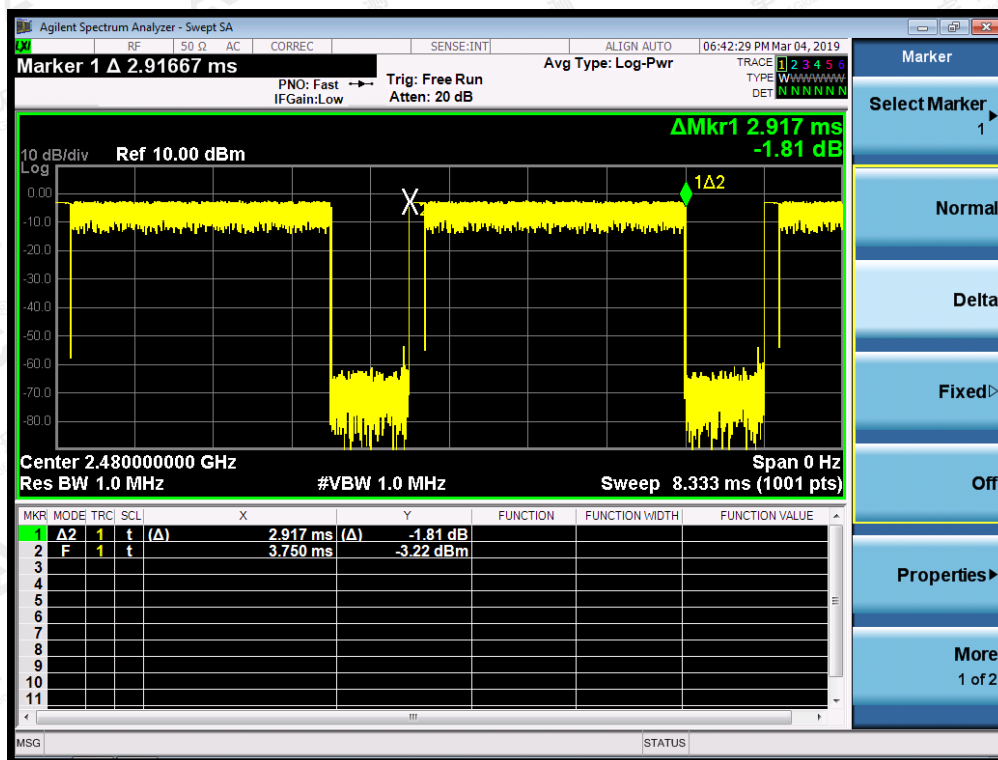 Agilent Spectrum Analyzer - Swept SA
LXI RF 50 Ω AC CORREC SENSE:INT ALIGN AUTO 06:42:29 PM Mar 04, 2019
Marker 1 Δ 2.91667 ms
PNO: Fast
IFGain:Low
Trig: Free Run
Atten: 20 dB
Avg Type: Log-Pwr
TRACE 1 2 3 4 5 6
TYPE W
DET N N N N N N
ΔMkr1 2.917 ms
-1.81 dB
10 dB/div Ref 10.00 dBm
Log
0.00
-10.0
-20.0
-30.0
-40.0
-50.0
-60.0
-70.0
-80.0
X2
1Δ2
Center 2.480000000 GHz Span 0 Hz
Res BW 1.0 MHz #VBW 1.0 MHz Sweep 8.333 ms (1001 pts)
MKR MODE TRC SCL X Y FUNCTION FUNCTION WIDTH FUNCTION VALUE
1 Δ2 1 t (Δ) 2.917 ms (Δ) -1.81 dB
2 F 1 t 3.750 ms -3.22 dBm
3
4
5
6
7
8
9
10
11
MSG STATUS
Marker
Select Marker
1
Normal
Delta
Fixed
Off
Properties
More
1 of 2